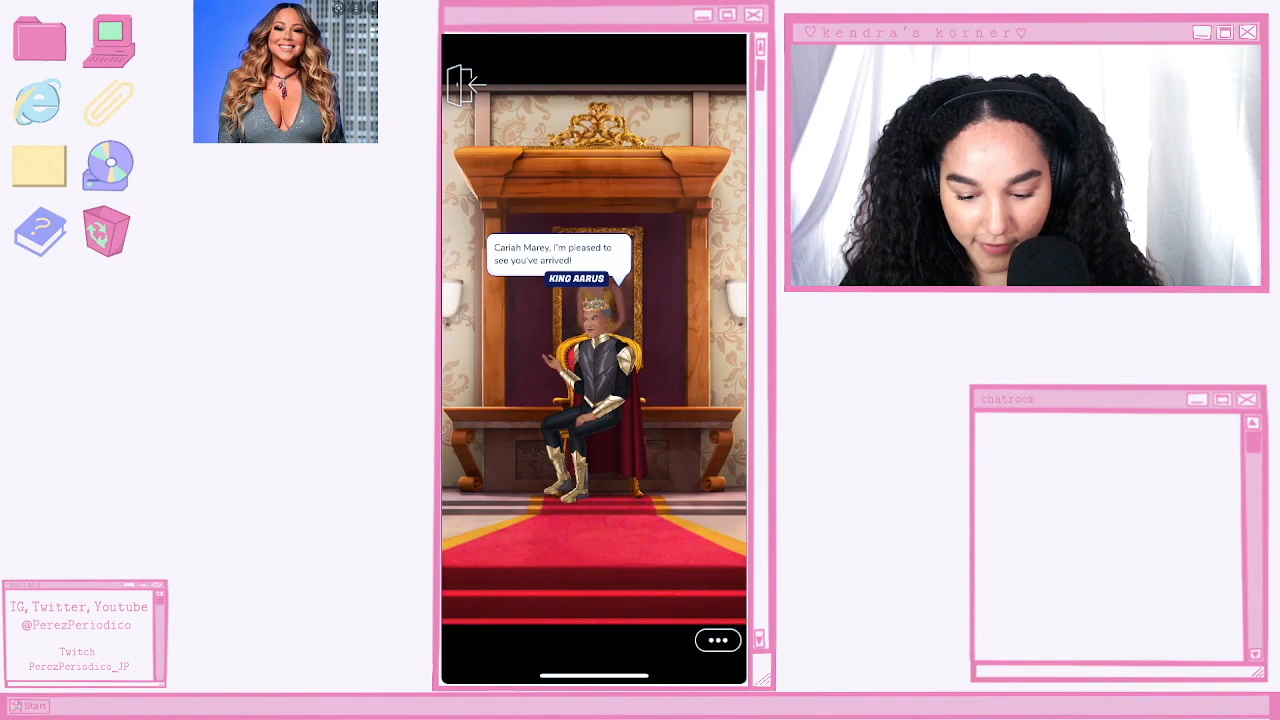 ♡kendra's korner♡
Cariah Marey, I'm pleased to
see you've arrived!
KING AARUS
chatroom
IG, Twitter, Youtube
@PerezPeriodico
Twitch
PerezPeriodico_JP
Start